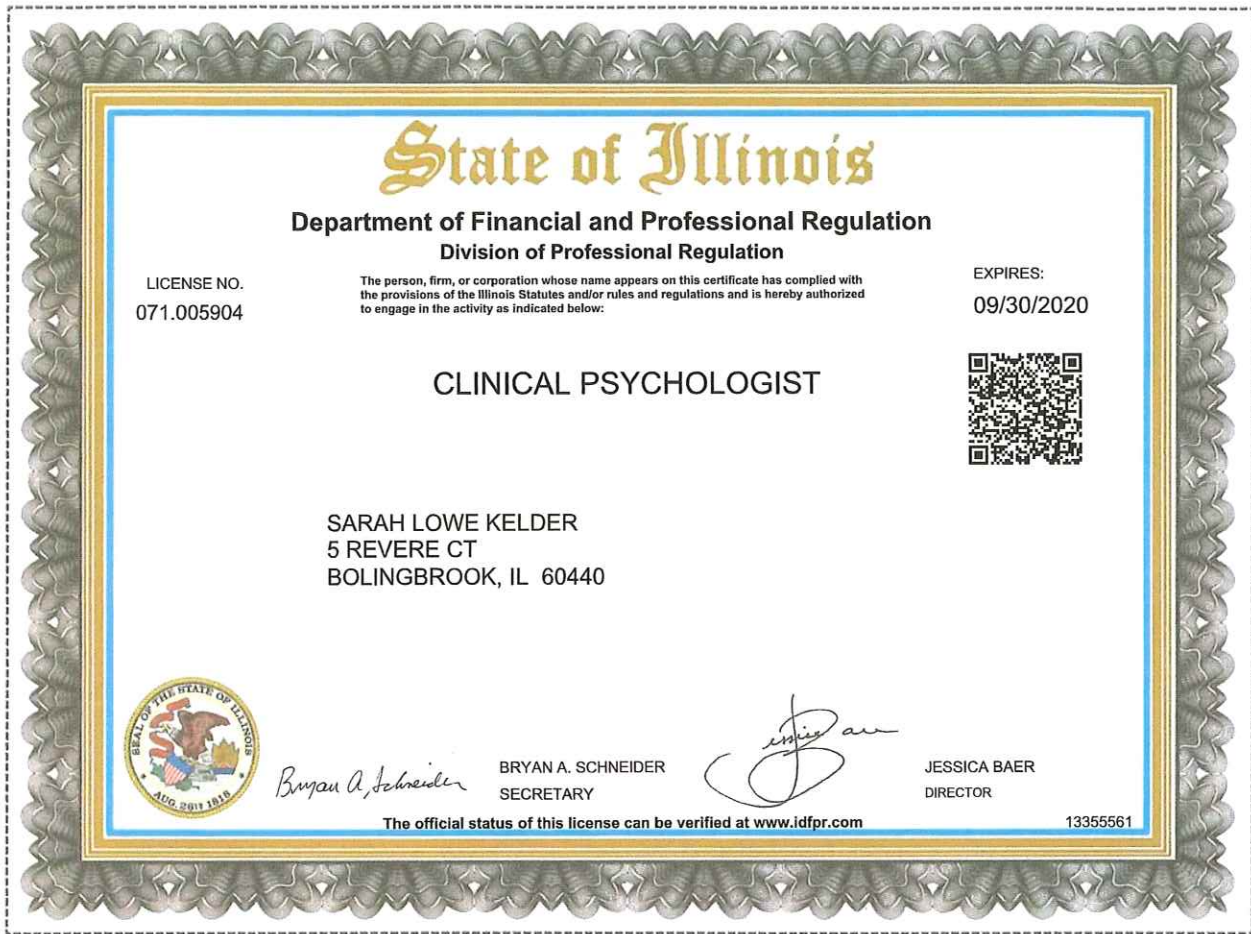 State of Illinois
Department of Financial and Professional Regulation
Division of Professional Regulation
LICENSE NO.
071.005904
The person, firm, or corporation whose name appears on this certificate has complied with
the provisions of the Illinois Statutes and/or rules and regulations and is hereby authorized
to engage in the activity as indicated below:
EXPIRES:
09/30/2020
CLINICAL PSYCHOLOGIST
SARAH LOWE KELDER
5 REVERE CT
BOLINGBROOK, IL 60440
SEAL OF THE STATE OF ILLINOIS
AUG. 26TH 1818
Bryan A. Schneider
BRYAN A. SCHNEIDER
SECRETARY
JESSICA BAER
DIRECTOR
The official status of this license can be verified at www.idfpr.com
13355561